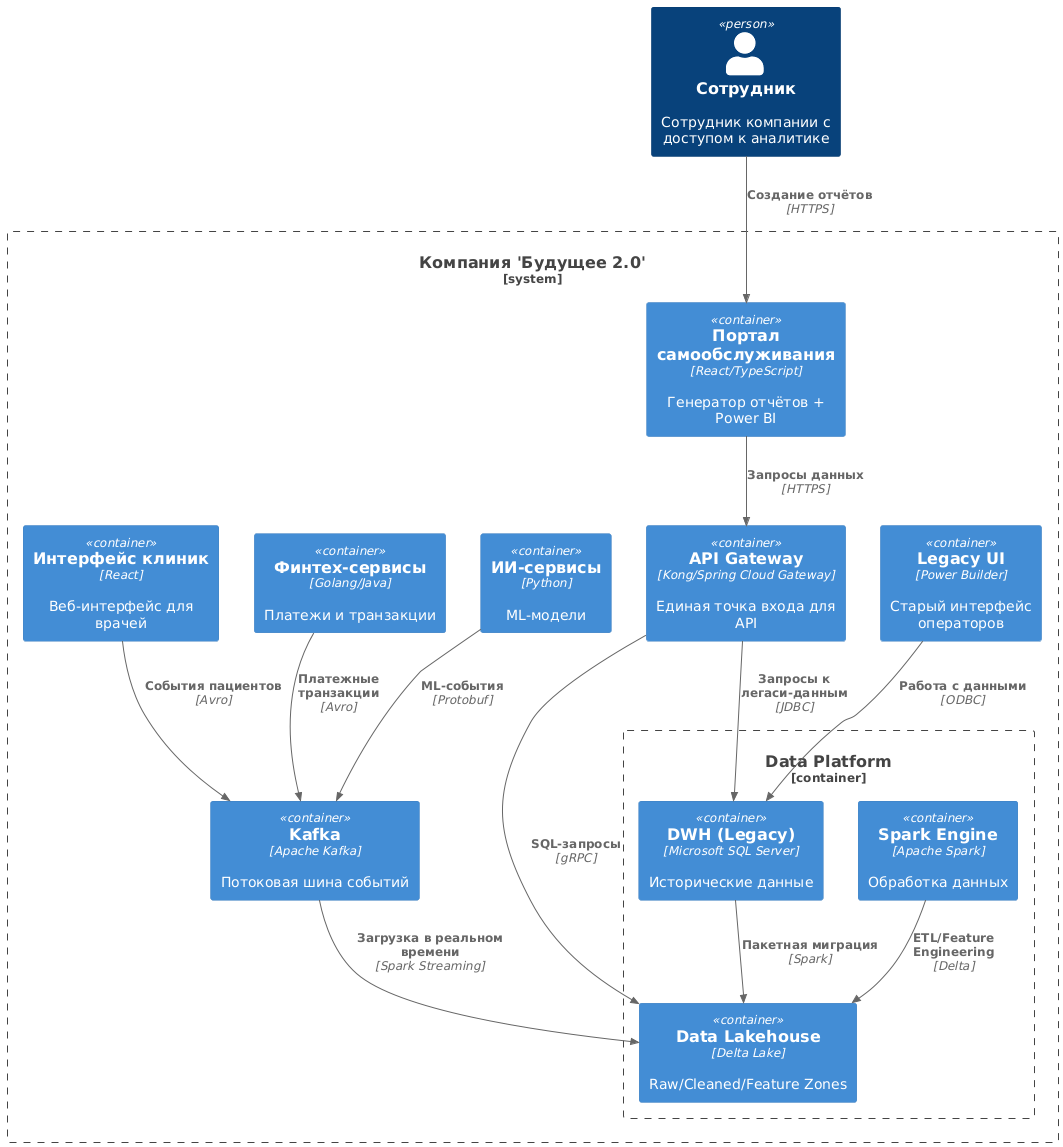 «person»
Сотрудник
Сотрудник компании с
доступом к аналитике
Создание отчётов
[HTTPS]
Компания 'Будущее 2.0'
[system]
«container»
Портал
самообслуживания
[React/TypeScript]
Генератор отчётов +
Power BI
Запросы данных
[HTTPS]
«container»
Интерфейс клиник
[React]
Веб-интерфейс для
врачей
«container»
Финтех-сервисы
[Golang/Java]
Платежи и транзакции
«container»
ИИ-сервисы
[Python]
ML-модели
«container»
API Gateway
[Kong/Spring Cloud Gateway]
Единая точка входа для
API
«container»
Legacy UI
[Power Builder]
Старый интерфейс
операторов
События пациентов
[Avro]
Платежные
транзакции
[Avro]
ML-события
[Protobuf]
Запросы к
легаси-данным
[JDBC]
Работа с данными
[ODBC]
Data Platform
[container]
«container»
Kafka
[Apache Kafka]
Потоковая шина событий
SQL-запросы
[gRPC]
«container»
DWH (Legacy)
[Microsoft SQL Server]
Исторические данные
«container»
Spark Engine
[Apache Spark]
Обработка данных
Загрузка в реальном
времени
[Spark Streaming]
Пакетная миграция
[Spark]
ETL/Feature
Engineering
[Delta]
«container»
Data Lakehouse
[Delta Lake]
Raw/Cleaned/Feature Zones